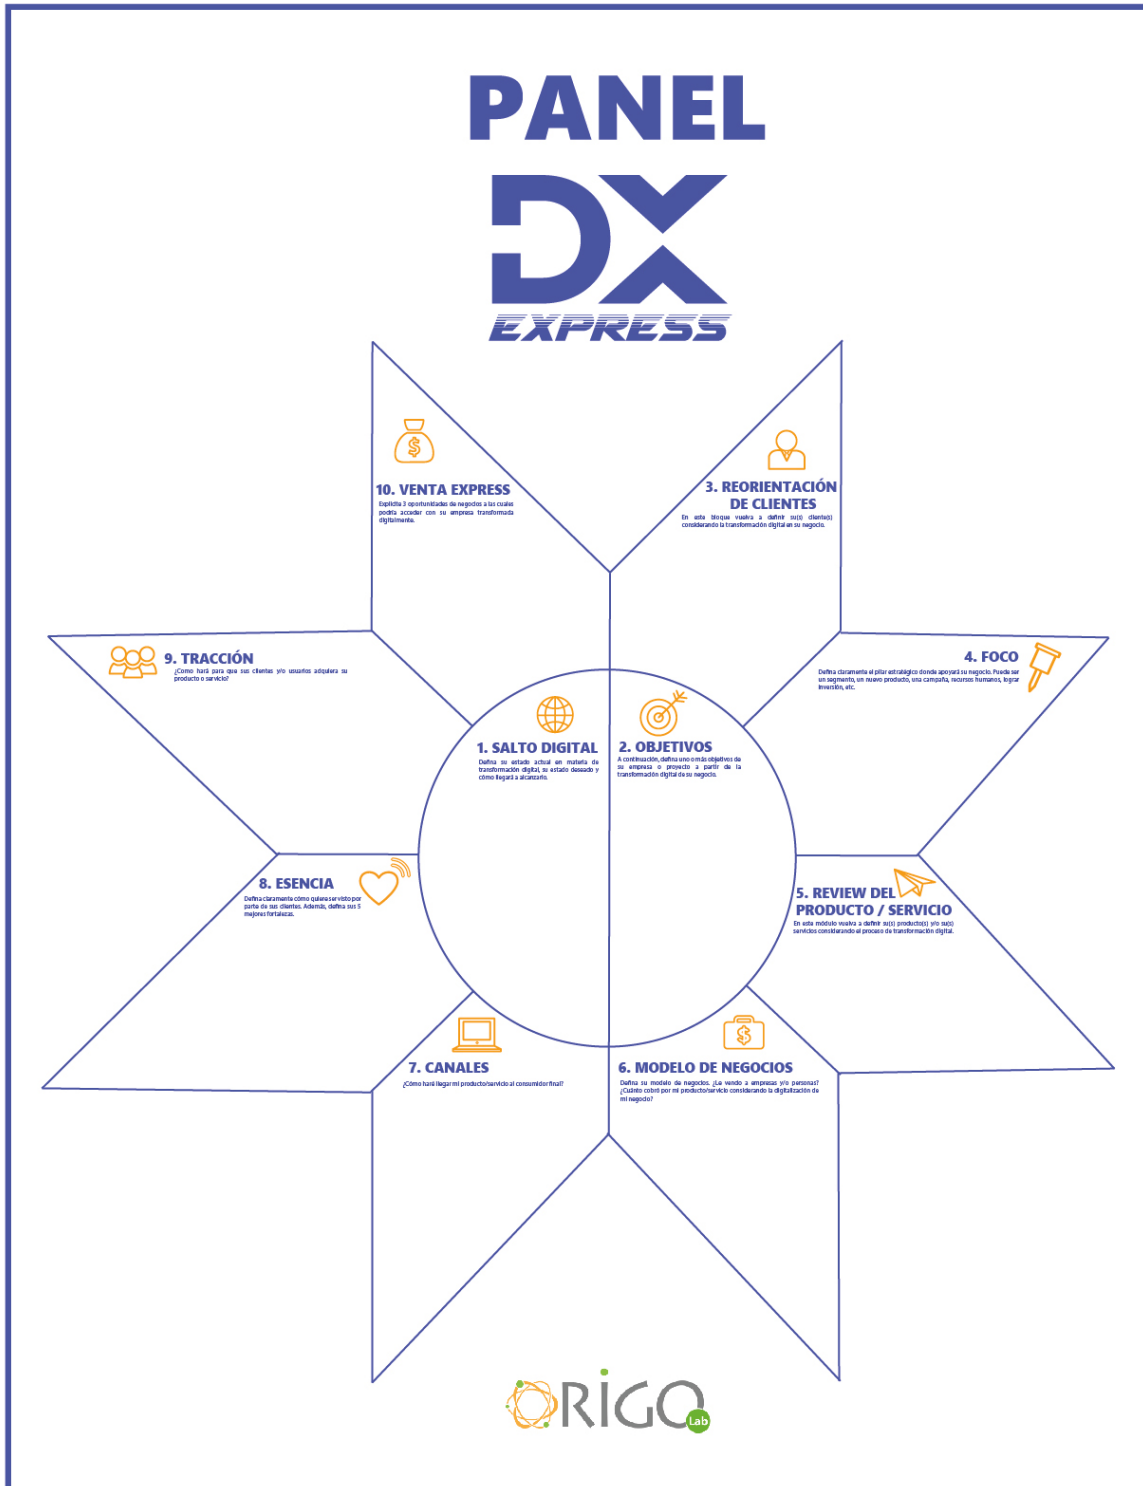 PANEL
DX
EXPRESS
1. SALTO DIGITAL
Defina su estado actual en materia de
transformación digital, su estado deseado y
cómo llegará a alcanzarlo.
2. OBJETIVOS
A continuación, defina uno o más objetivos de
su empresa o proyecto a partir de la
transformación digital de su negocio.
3. REORIENTACIÓN
DE CLIENTES
En este bloque vuelva a definir su(s) cliente(s)
considerando la transformación digital en su negocio.
4. FOCO
Defina claramente el pilar estratégico donde apoyará su negocio. Puede ser
un segmento, un nuevo producto, una campaña, recursos humanos, lograr
inversión, etc.
5. REVIEW DEL
PRODUCTO / SERVICIO
En este módulo vuelva a definir su(s) producto(s) y/o su(s)
servicios considerando el proceso de transformación digital.
6. MODELO DE NEGOCIOS
Defina su modelo de negocios. ¿Le vendo a empresas y/o personas?
¿Cuánto cobró por mi producto/servicio considerando la digitalización de
mi negocio?
7. CANALES
¿Cómo haré llegar mi producto/servicio al consumidor final?
8. ESENCIA
Defina claramente cómo quiere ser visto por
parte de sus clientes. Además, defina sus 5
mejores fortalezas.
9. TRACCIÓN
¿Como hará para que sus clientes y/o usuarios adquiera su
producto o servicio?
10. VENTA EXPRESS
Explicite 3 oportunidades de negocios a las cuales
podría acceder con su empresa transformada
digitalmente.
ORIGO
Lab